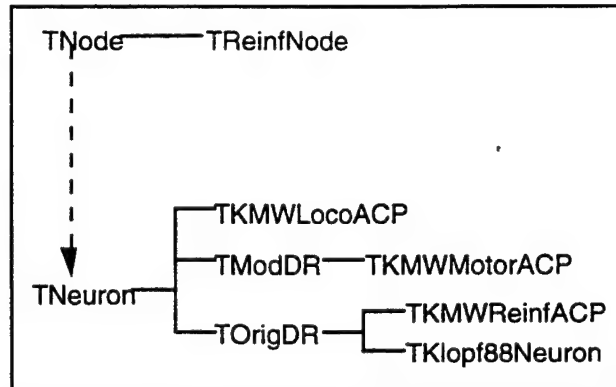 TNode TReinfNode
TKMWLocoACP
TModDR TKMWMotorACP
TNeuron
TKMWReinfACP
TOrigDR
TKlopf88Neuron